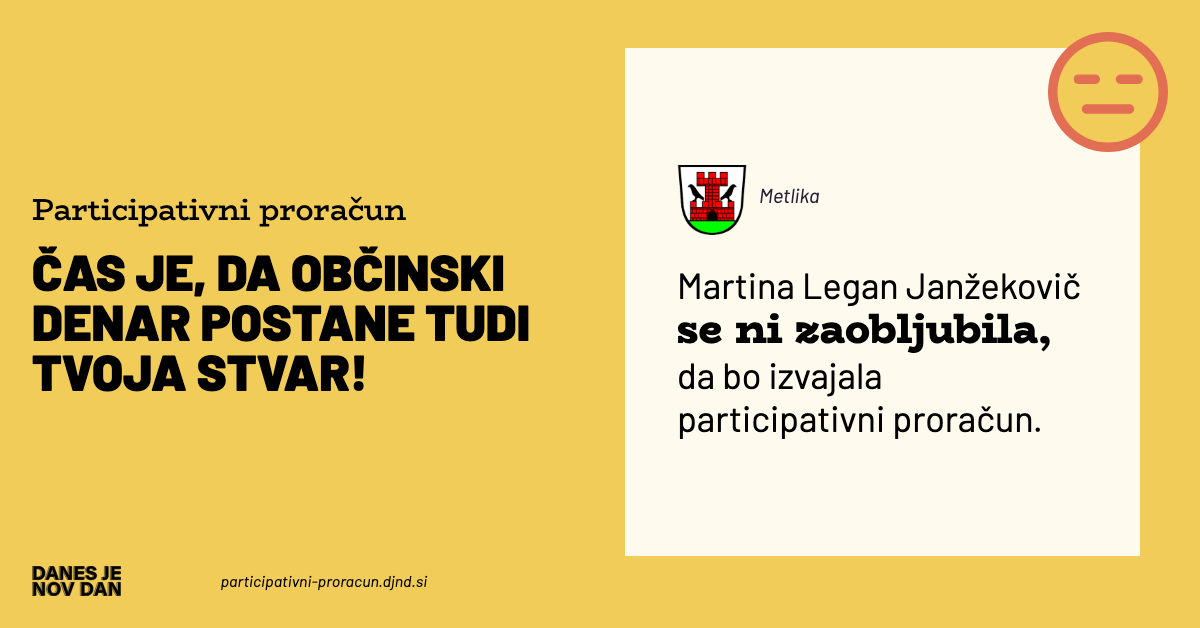 Participativni proračun
ČAS JE, DA OBČINSKI
DENAR POSTANE TUDI
TVOJA STVAR!
DANES JE
NOV DAN
participativni-proracun.djnd.si
Metlika
Martina Legan Janžekovič
se ni zaobljubila,
da bo izvajala
participativni proračun.